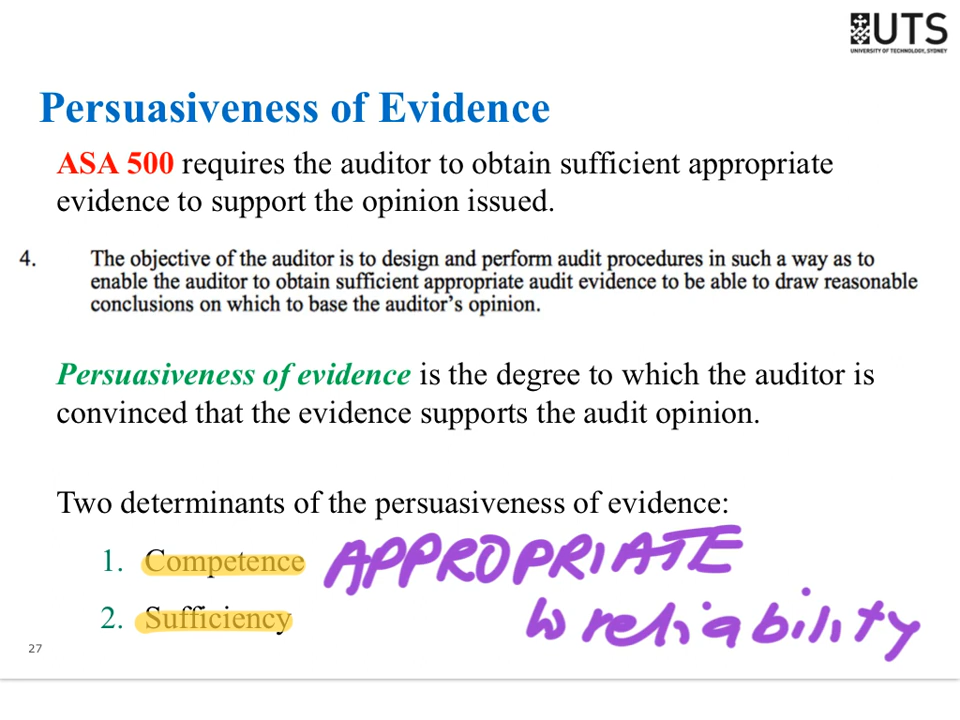 UTS
UNIVERSITY OF TECHNOLOGY, SYDNEY
Persuasiveness of Evidence
ASA 500 requires the auditor to obtain sufficient appropriate
evidence to support the opinion issued.
4. The objective of the auditor is to design and perform audit procedures in such a way as to
enable the auditor to obtain sufficient appropriate audit evidence to be able to draw reasonable
conclusions on which to base the auditor's opinion.
Persuasiveness of evidence is the degree to which the auditor is
convinced that the evidence supports the audit opinion.
Two determinants of the persuasiveness of evidence:
1. Competence APPROPRIATE
2. Sufficiency
reliability
27